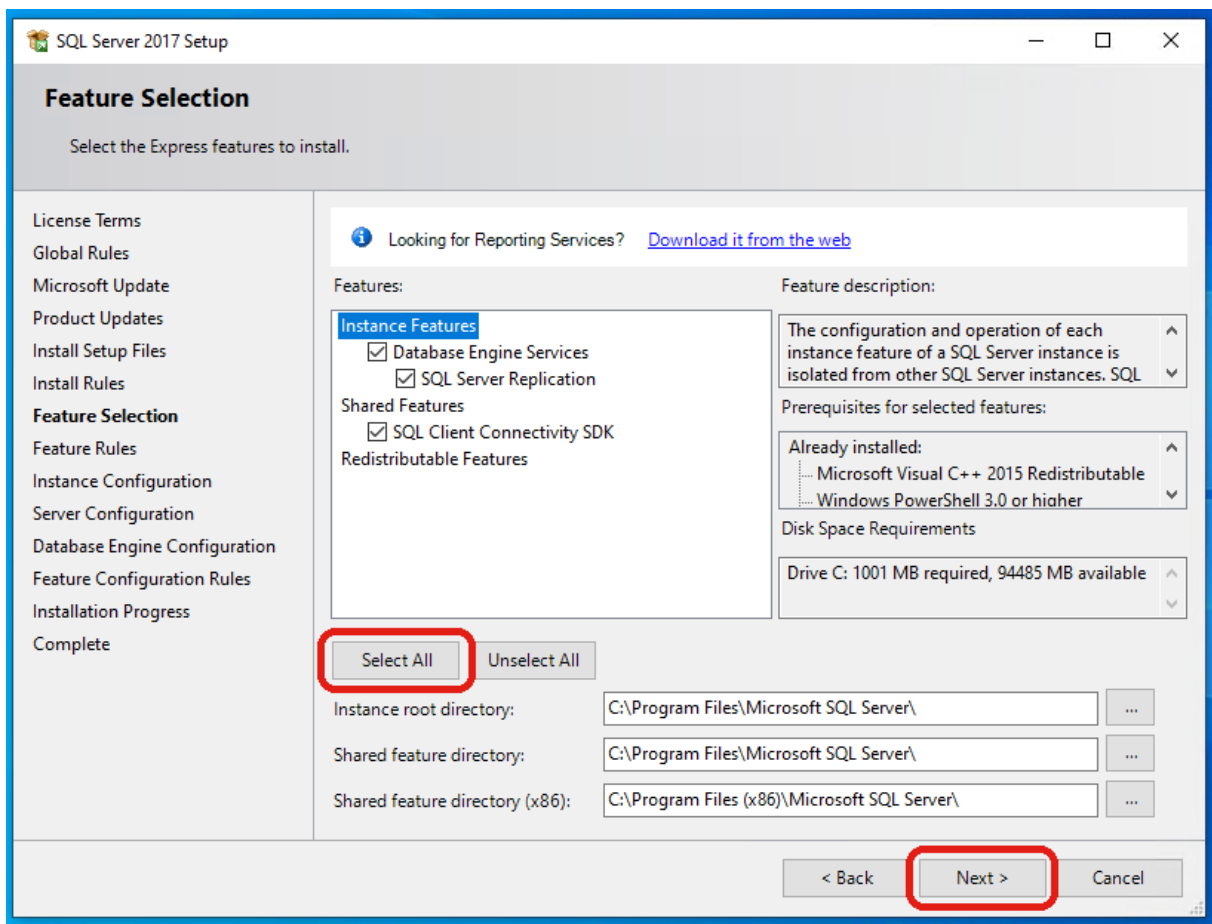 SQL Server 2017 Setup
Feature Selection
Select the Express features to install.
License Terms
Global Rules
Microsoft Update
Product Updates
Install Setup Files
Install Rules
Feature Selection
Feature Rules
Instance Configuration
Server Configuration
Database Engine Configuration
Feature Configuration Rules
Installation Progress
Complete
Looking for Reporting Services? Download it from the web
Features:
Instance Features
Database Engine Services
SQL Server Replication
Shared Features
SQL Client Connectivity SDK
Redistributable Features
Feature description:
The configuration and operation of each
instance feature of a SQL Server instance is
isolated from other SQL Server instances. SQL
Prerequisites for selected features:
Already installed:
Microsoft Visual C++ 2015 Redistributable
Windows PowerShell 3.0 or higher
Disk Space Requirements
Drive C: 1001 MB required, 94485 MB available
Select All
Unselect All
Instance root directory: C:\Program Files\Microsoft SQL Server\ ...
Shared feature directory: C:\Program Files\Microsoft SQL Server\ ...
Shared feature directory (x86): C:\Program Files (x86)\Microsoft SQL Server\ ...
< Back
Next >
Cancel